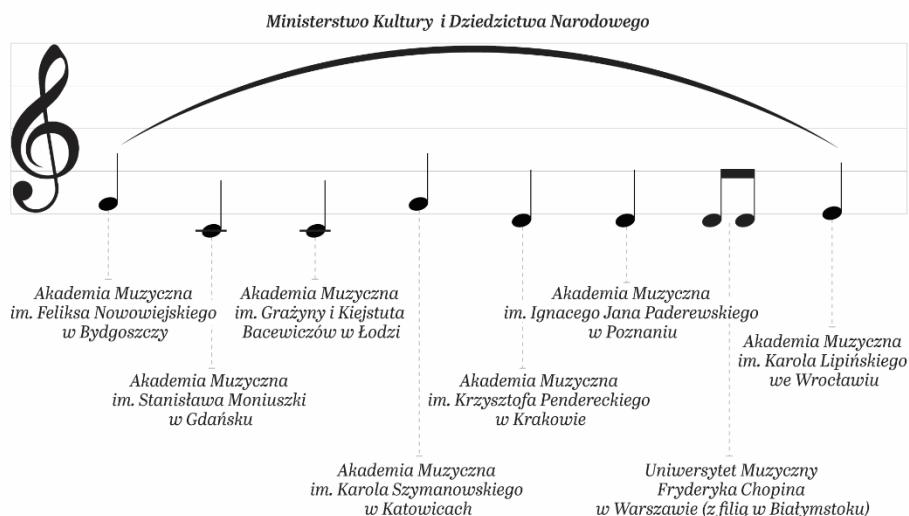 Ministerstwo Kultury i Dziedzictwa Narodowego
Akademia Muzyczna
im. Feliksa Nowowiejskiego
w Bydgoszczy
Akademia Muzyczna
im. Stanisława Moniuszki
w Gdańsku
Akademia Muzyczna
im. Grażyny i Kiejstuta
Bacewiczów w Łodzi
Akademia Muzyczna
im. Karola Szymanowskiego
w Katowicach
Akademia Muzyczna
im. Krzysztofa Pendereckiego
w Krakowie
Akademia Muzyczna
im. Ignacego Jana Paderewskiego
w Poznaniu
Uniwersytet Muzyczny
Fryderyka Chopina
w Warszawie (z filią w Białymstoku)
Akademia Muzyczna
im. Karola Lipińskiego
we Wrocławiu